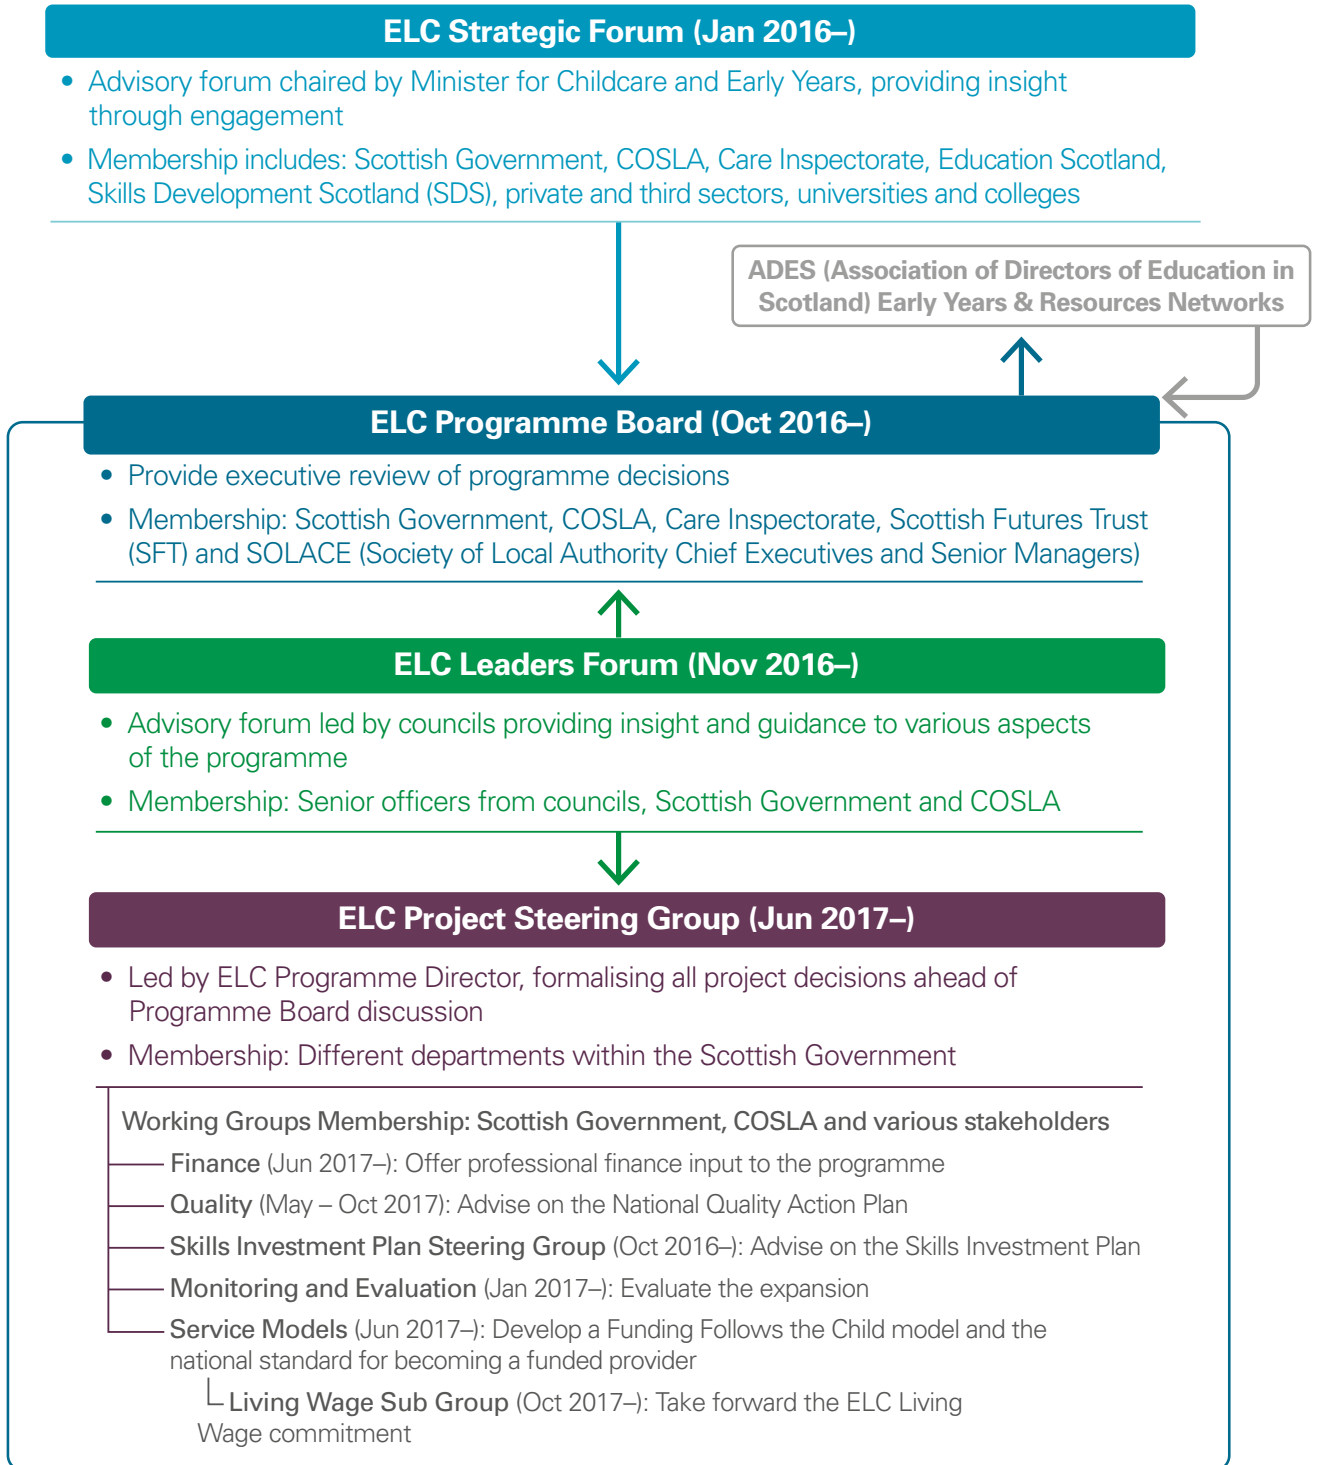 ELC Strategic Forum (Jan 2016–)
• Advisory forum chaired by Minister for Childcare and Early Years, providing insight
through engagement
• Membership includes: Scottish Government, COSLA, Care Inspectorate, Education Scotland,
Skills Development Scotland (SDS), private and third sectors, universities and colleges
ADES (Association of Directors of Education in
Scotland) Early Years & Resources Networks
ELC Programme Board (Oct 2016–)
• Provide executive review of programme decisions
• Membership: Scottish Government, COSLA, Care Inspectorate, Scottish Futures Trust
(SFT) and SOLACE (Society of Local Authority Chief Executives and Senior Managers)
ELC Leaders Forum (Nov 2016–)
• Advisory forum led by councils providing insight and guidance to various aspects
of the programme
• Membership: Senior officers from councils, Scottish Government and COSLA
ELC Project Steering Group (Jun 2017–)
• Led by ELC Programme Director, formalising all project decisions ahead of
Programme Board discussion
• Membership: Different departments within the Scottish Government
Working Groups Membership: Scottish Government, COSLA and various stakeholders
Finance (Jun 2017–): Offer professional finance input to the programme
Quality (May – Oct 2017): Advise on the National Quality Action Plan
Skills Investment Plan Steering Group (Oct 2016–): Advise on the Skills Investment Plan
Monitoring and Evaluation (Jan 2017–): Evaluate the expansion
Service Models (Jun 2017–): Develop a Funding Follows the Child model and the
national standard for becoming a funded provider
Living Wage Sub Group (Oct 2017–): Take forward the ELC Living
Wage commitment